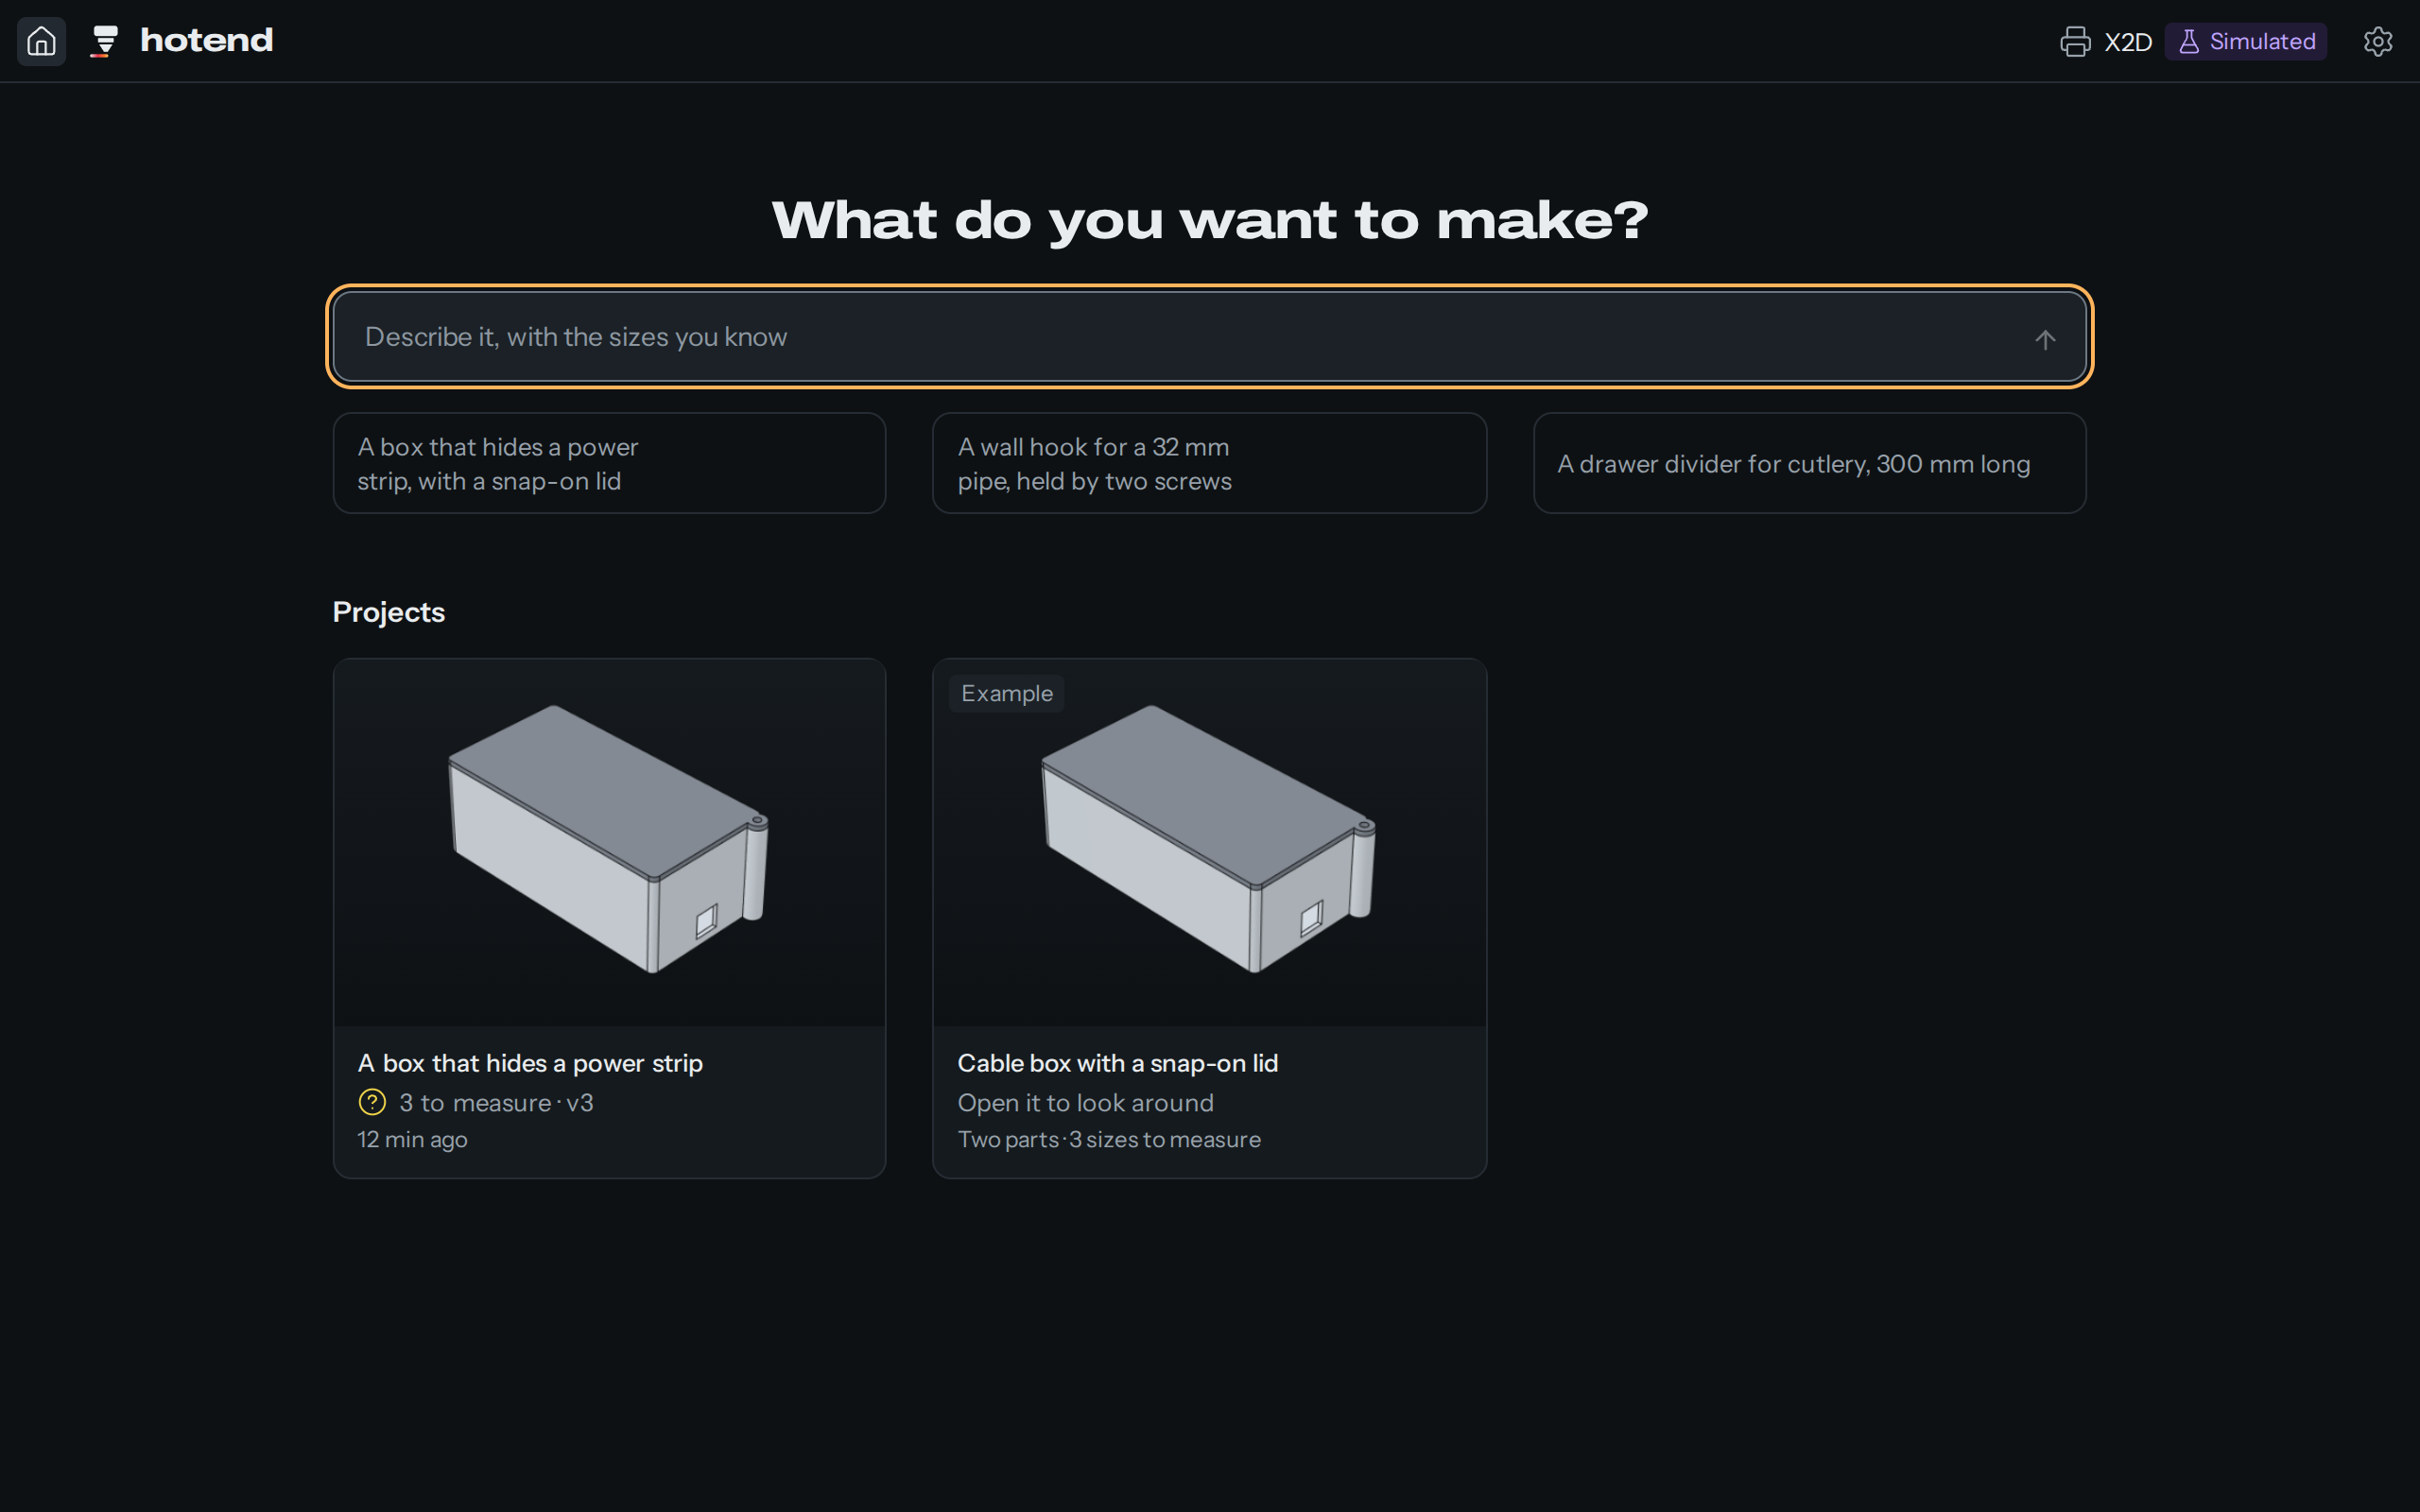 hotend
X2D
Simulated
What do you want to make?
Describe it, with the sizes you know
A box that hides a power
strip, with a snap-on lid
A wall hook for a 32 mm
pipe, held by two screws
A drawer divider for cutlery, 300 mm long
Projects
Example
A box that hides a power strip
3 to measure · v3
12 min ago
Cable box with a snap-on lid
Open it to look around
Two parts · 3 sizes to measure